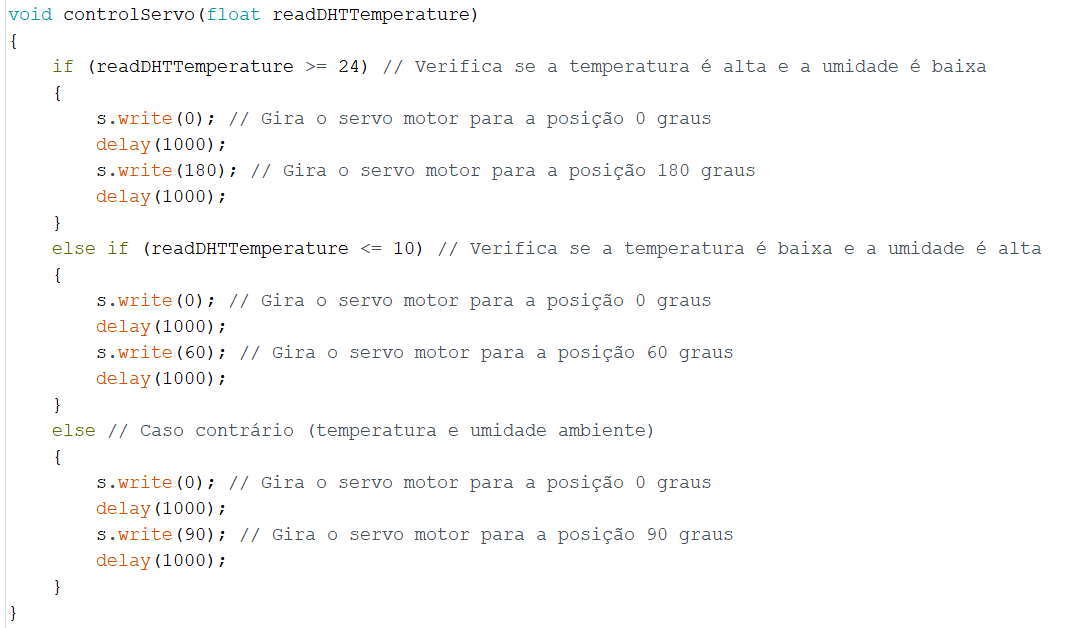 void controlServo(float readDHTTemperature)
{
    if (readDHTTemperature >= 24) // Verifica se a temperatura é alta e a umidade é baixa
    {
        s.write(0); // Gira o servo motor para a posição 0 graus
        delay(1000);
        s.write(180); // Gira o servo motor para a posição 180 graus
        delay(1000);
    }
    else if (readDHTTemperature <= 10) // Verifica se a temperatura é baixa e a umidade é alta
    {
        s.write(0); // Gira o servo motor para a posição 0 graus
        delay(1000);
        s.write(60); // Gira o servo motor para a posição 60 graus
        delay(1000);
    }
    else // Caso contrário (temperatura e umidade ambiente)
    {
        s.write(0); // Gira o servo motor para a posição 0 graus
        delay(1000);
        s.write(90); // Gira o servo motor para a posição 90 graus
        delay(1000);
    }
}